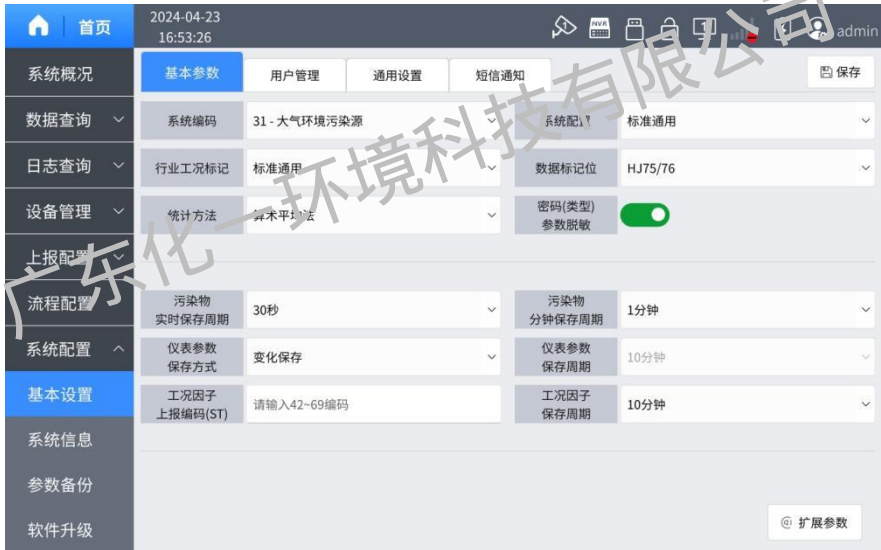 首页
2024-04-23
16:53:26
NVR
1
admin
系统概况
数据查询
日志查询
设备管理
上报配置
流程配置
系统配置
基本设置
系统信息
参数备份
软件升级
基本参数
用户管理
通用设置
短信通知
保存
系统编码
31 - 大气环境污染源
系统配置
标准通用
行业工况标记
标准通用
数据标记位
HJ75/76
统计方法
算术平均法
密码(类型)
参数脱敏
污染物
实时保存周期
30秒
污染物
分钟保存周期
1分钟
仪表参数
保存方式
变化保存
仪表参数
保存周期
10分钟
工况因子
上报编码(ST)
请输入42~69编码
工况因子
保存周期
10分钟
扩展参数
广东化一环境科技有限公司